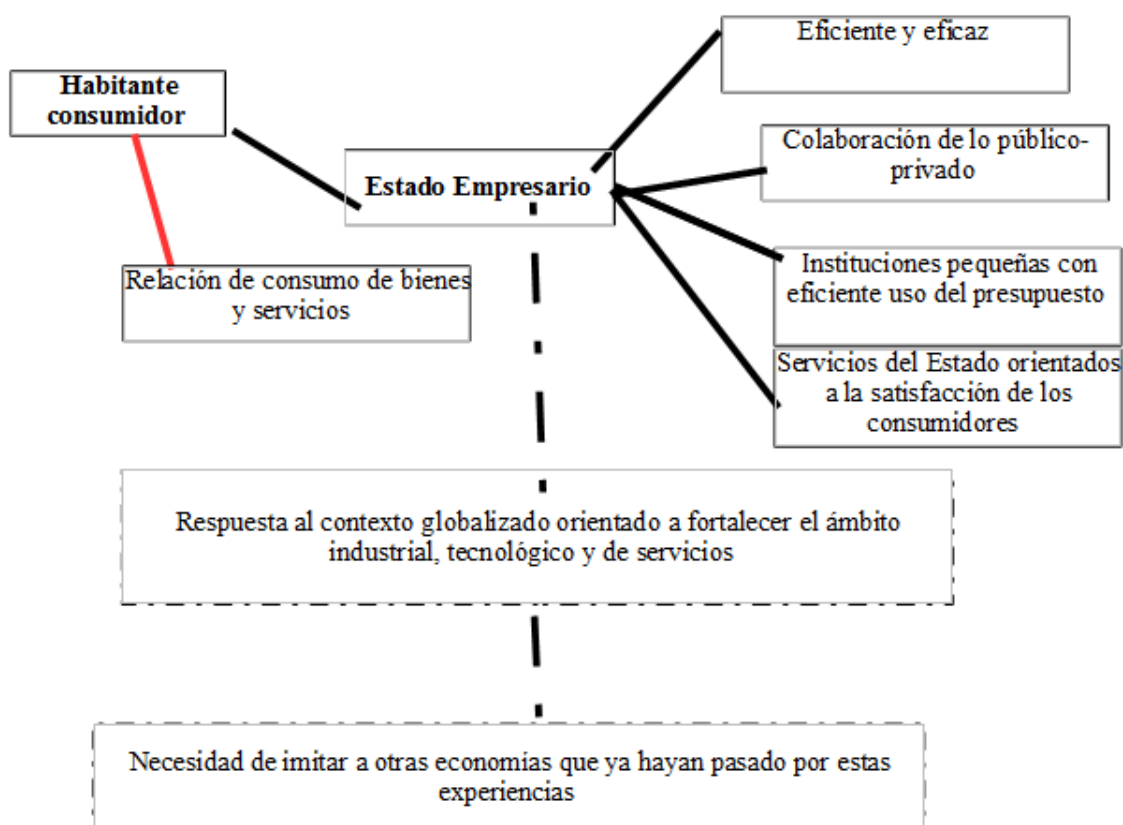 Eficiente y eficaz
Habitante
consumidor
Colaboración de lo público-
privado
Estado Empresario
Instituciones pequeñas con
eficiente uso del presupuesto
Relación de consumo de bienes
y servicios
Servicios del Estado orientados
a la satisfacción de los
consumidores
Respuesta al contexto globalizado orientado a fortalecer el ámbito
industrial, tecnológico y de servicios
Necesidad de imitar a otras economías que ya hayan pasado por estas
experiencias